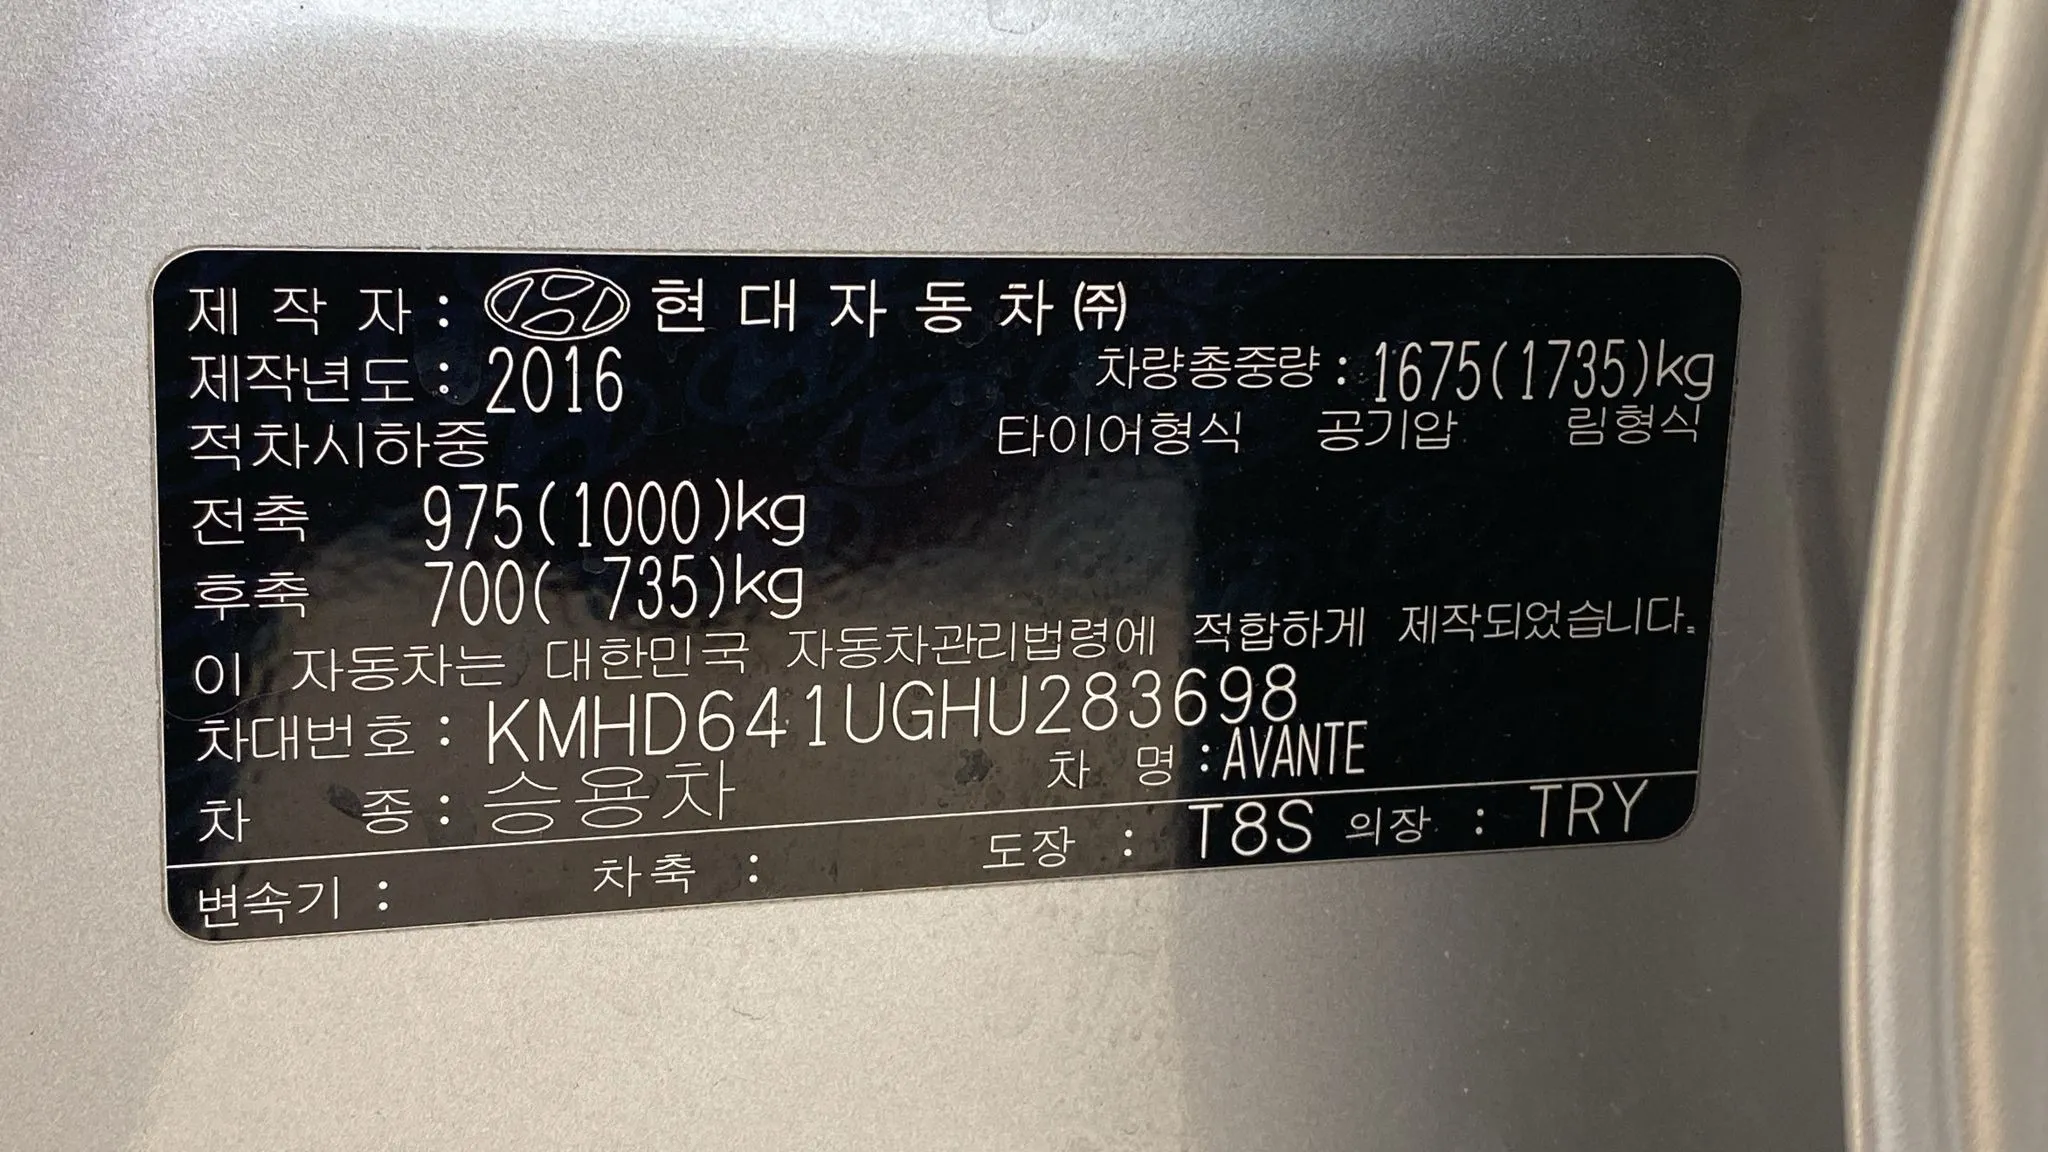 제 작 자 : 현 대 자 동 차 ㈜
제작년도 : 2016 차량총중량 : 1675(1735)kg
적차시하중 타이어형식 공기압 림형식
전축 975(1000)kg
후축 700( 735)kg
이 자동차는 대한민국 자동차관리법령에 적합하게 제작되었습니다.
차대번호 : KMHD641UGHU283698
차 종 : 승용차 차 명 : AVANTE
변속기 : 차축 : 도장 : T8S 의장 : TRY